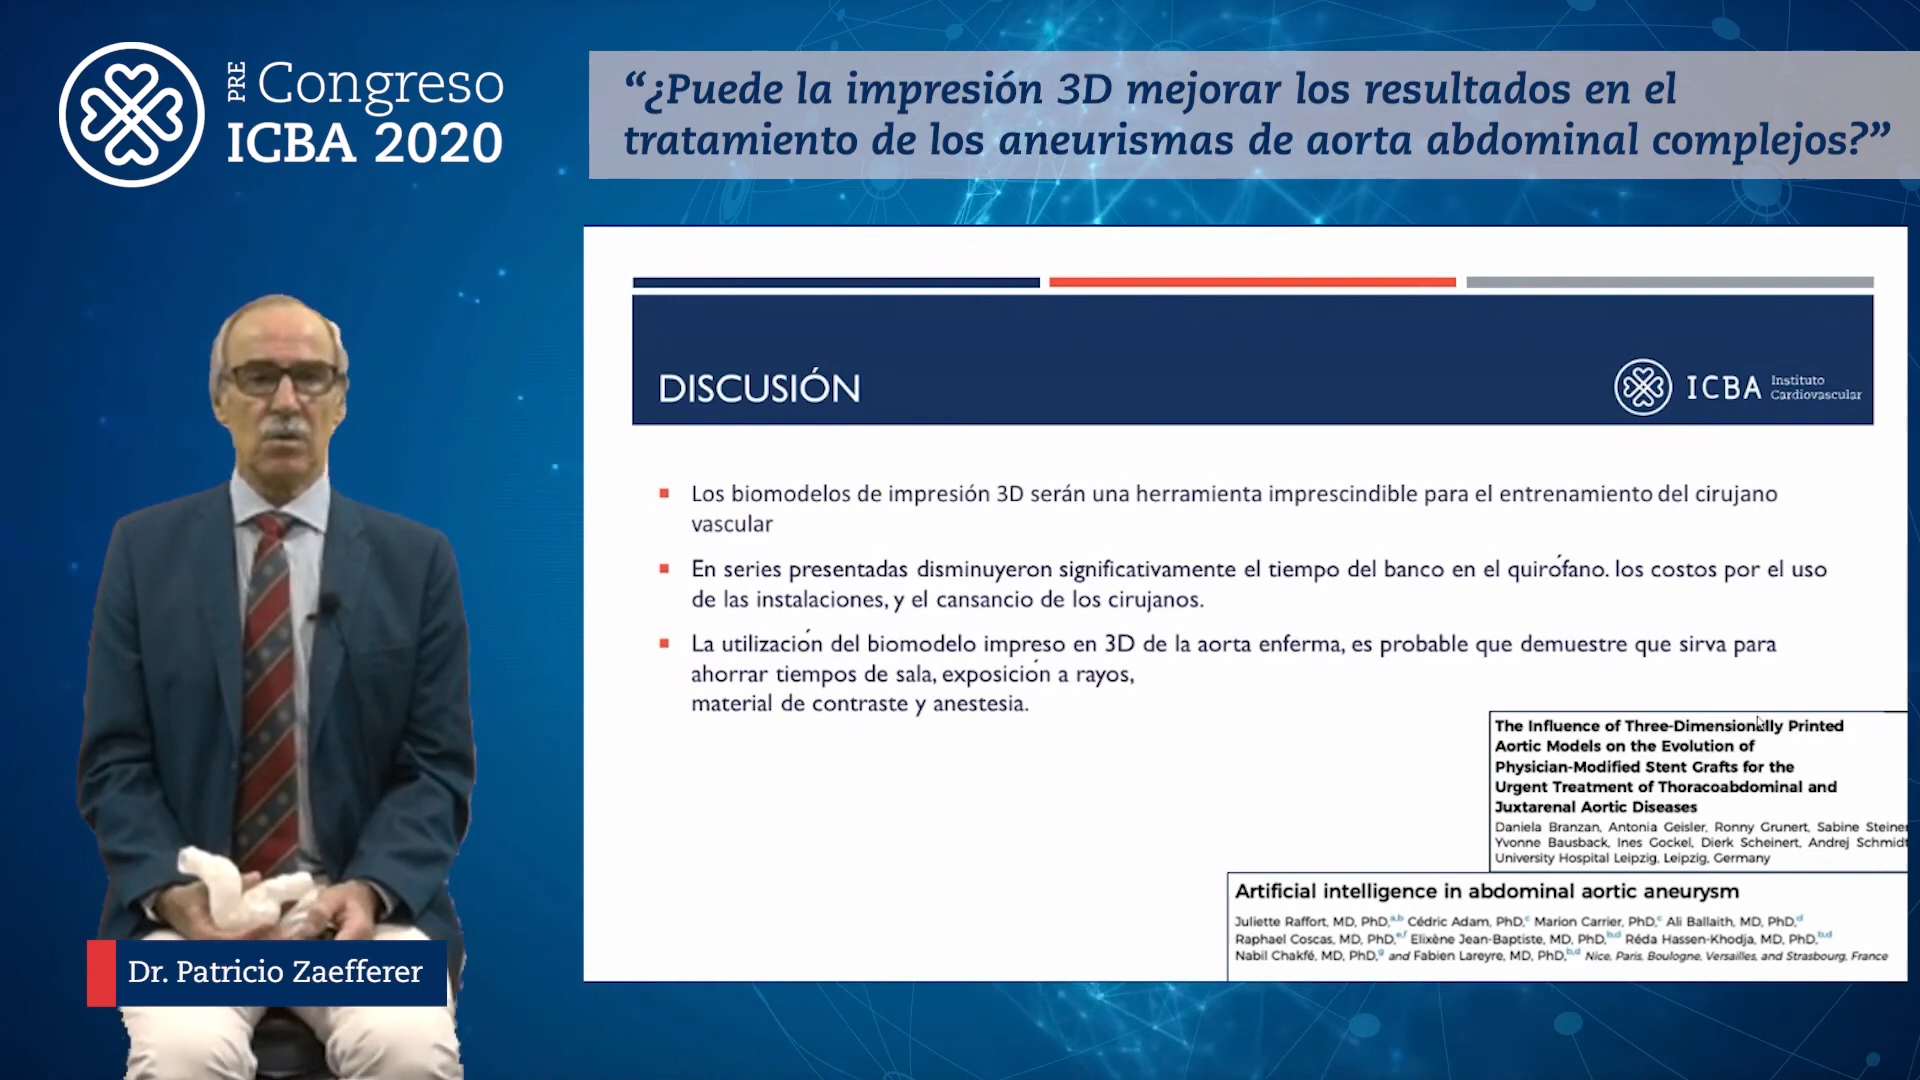 PRE
Congreso
ICBA 2020
“¿Puede la impresión 3D mejorar los resultados en el
tratamiento de los aneurismas de aorta abdominal complejos?”
DISCUSIÓN
ICBA
Instituto
Cardiovascular
Los biomodelos de impresión 3D serán una herramienta imprescindible para el entrenamiento del cirujano
vascular
En series presentadas disminuyeron significativamente el tiempo del banco en el quirófano. los costos por el uso
de las instalaciones, y el cansancio de los cirujanos.
La utilización del biomodelo impreso en 3D de la aorta enferma, es probable que demuestre que sirva para
ahorrar tiempos de sala, exposición a rayos,
material de contraste y anestesia.
The Influence of Three-Dimensionally Printed
Aortic Models on the Evolution of
Physician-Modified Stent Grafts for the
Urgent Treatment of Thoracoabdominal and
Juxtarenal Aortic Diseases
Daniela Branzan, Antonia Geisler, Ronny Grunert, Sabine Steiner
Yvonne Bausback, Ines Gockel, Dierk Scheinert, Andrej Schmidt
University Hospital Leipzig, Leipzig, Germany
Artificial intelligence in abdominal aortic aneurysm
Juliette Raffort, MD, PhD,a,b Cédric Adam, PhD,c Marion Carrier, PhD,c Ali Ballaith, MD, PhD,d
Raphael Coscas, MD, PhD,e,f Elixène Jean-Baptiste, MD, PhD,b,d Réda Hassen-Khodja, MD, PhD,b,d
Nabil Chakfé, MD, PhD,g and Fabien Lareyre, MD, PhD,b,d Nice, Paris, Boulogne, Versailles, and Strasbourg, France
Dr. Patricio Zaefferer